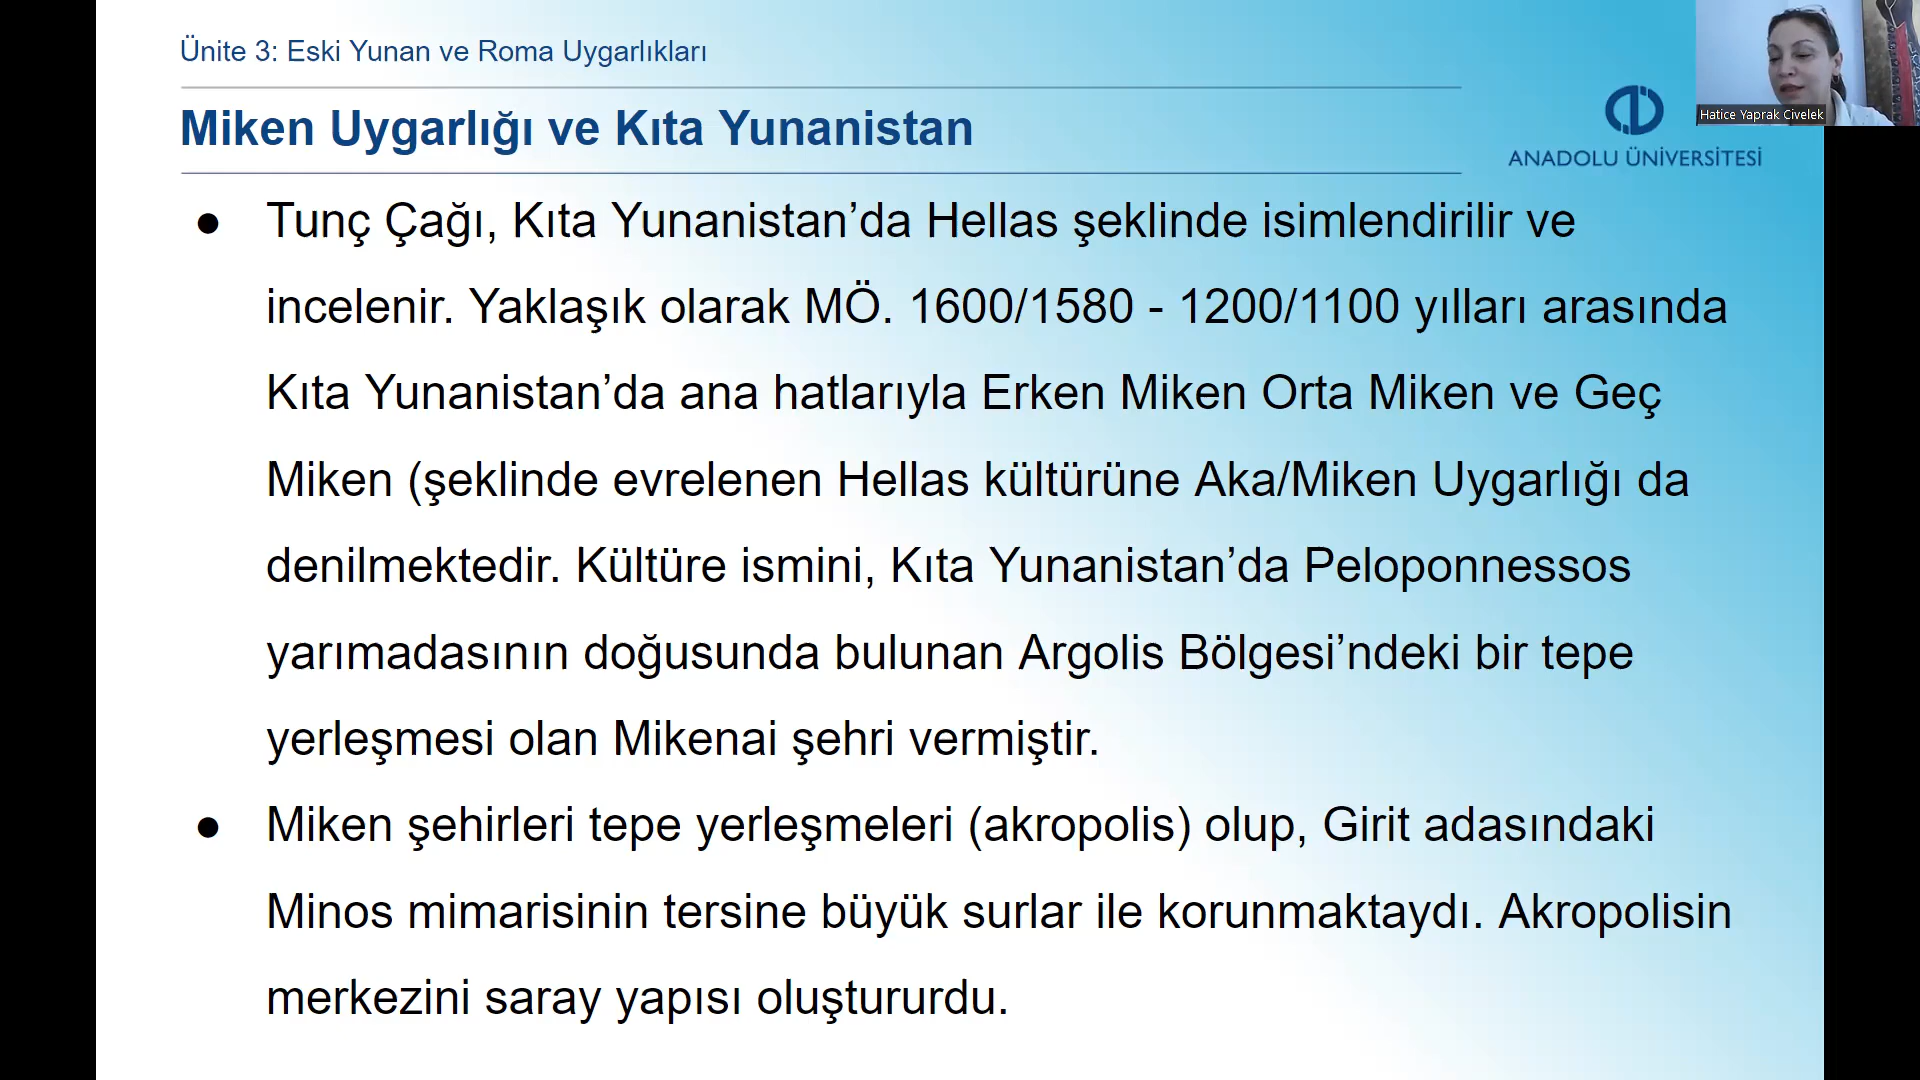 Ünite 3: Eski Yunan ve Roma Uygarlıkları
Miken Uygarlığı ve Kıta Yunanistan
ANADOLU ÜNİVERSİTESİ
Hatice Yaprak Civelek
● Tunç Çağı, Kıta Yunanistan’da Hellas şeklinde isimlendirilir ve
incelenir. Yaklaşık olarak MÖ. 1600/1580 - 1200/1100 yılları arasında
Kıta Yunanistan’da ana hatlarıyla Erken Miken Orta Miken ve Geç
Miken (şeklinde evrelenen Hellas kültürüne Aka/Miken Uygarlığı da
denilmektedir. Kültüre ismini, Kıta Yunanistan’da Peloponnessos
yarımadasının doğusunda bulunan Argolis Bölgesi’ndeki bir tepe
yerleşmesi olan Mikenai şehri vermiştir.
● Miken şehirleri tepe yerleşmeleri (akropolis) olup, Girit adasındaki
Minos mimarisinin tersine büyük surlar ile korunmaktaydı. Akropolisin
merkezini saray yapısı oluştururdu.